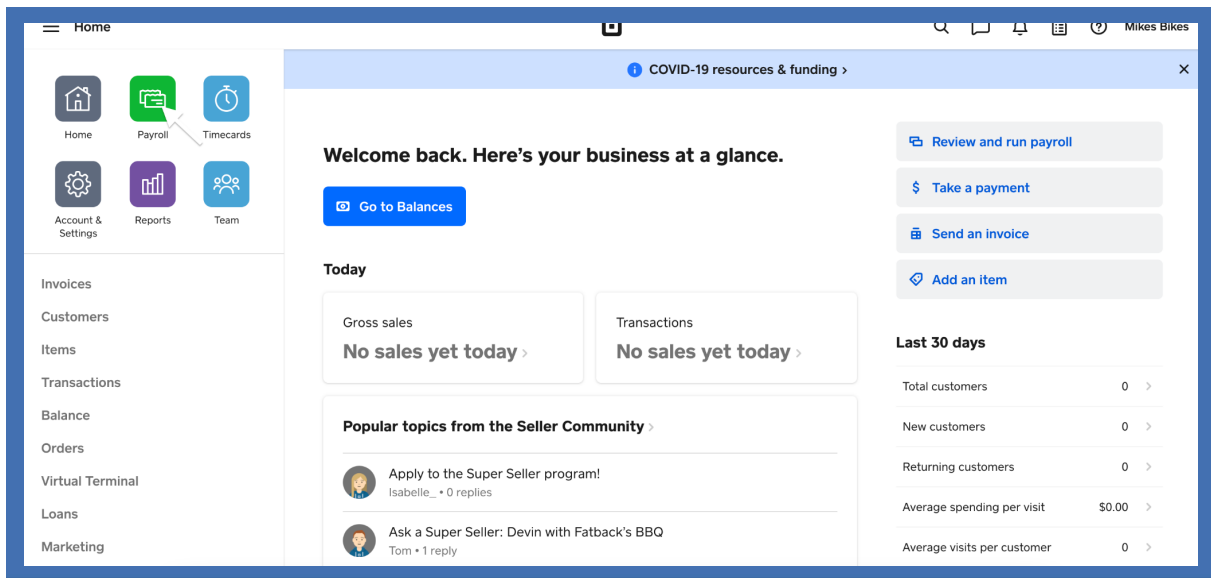 Home
Mikes Bikes
COVID-19 resources & funding
Home
Payroll
Timecards
Account &
Settings
Reports
Team
Invoices
Customers
Items
Transactions
Balance
Orders
Virtual Terminal
Loans
Marketing
Welcome back. Here's your business at a glance.
Go to Balances
Today
Gross sales
No sales yet today
Transactions
No sales yet today
Popular topics from the Seller Community
Apply to the Super Seller program!
Isabelle_ • 0 replies
Ask a Super Seller: Devin with Fatback's BBQ
Tom • 1 reply
Review and run payroll
$ Take a payment
Send an invoice
Add an item
Last 30 days
Total customers 0
New customers 0
Returning customers 0
Average spending per visit $0.00
Average visits per customer 0